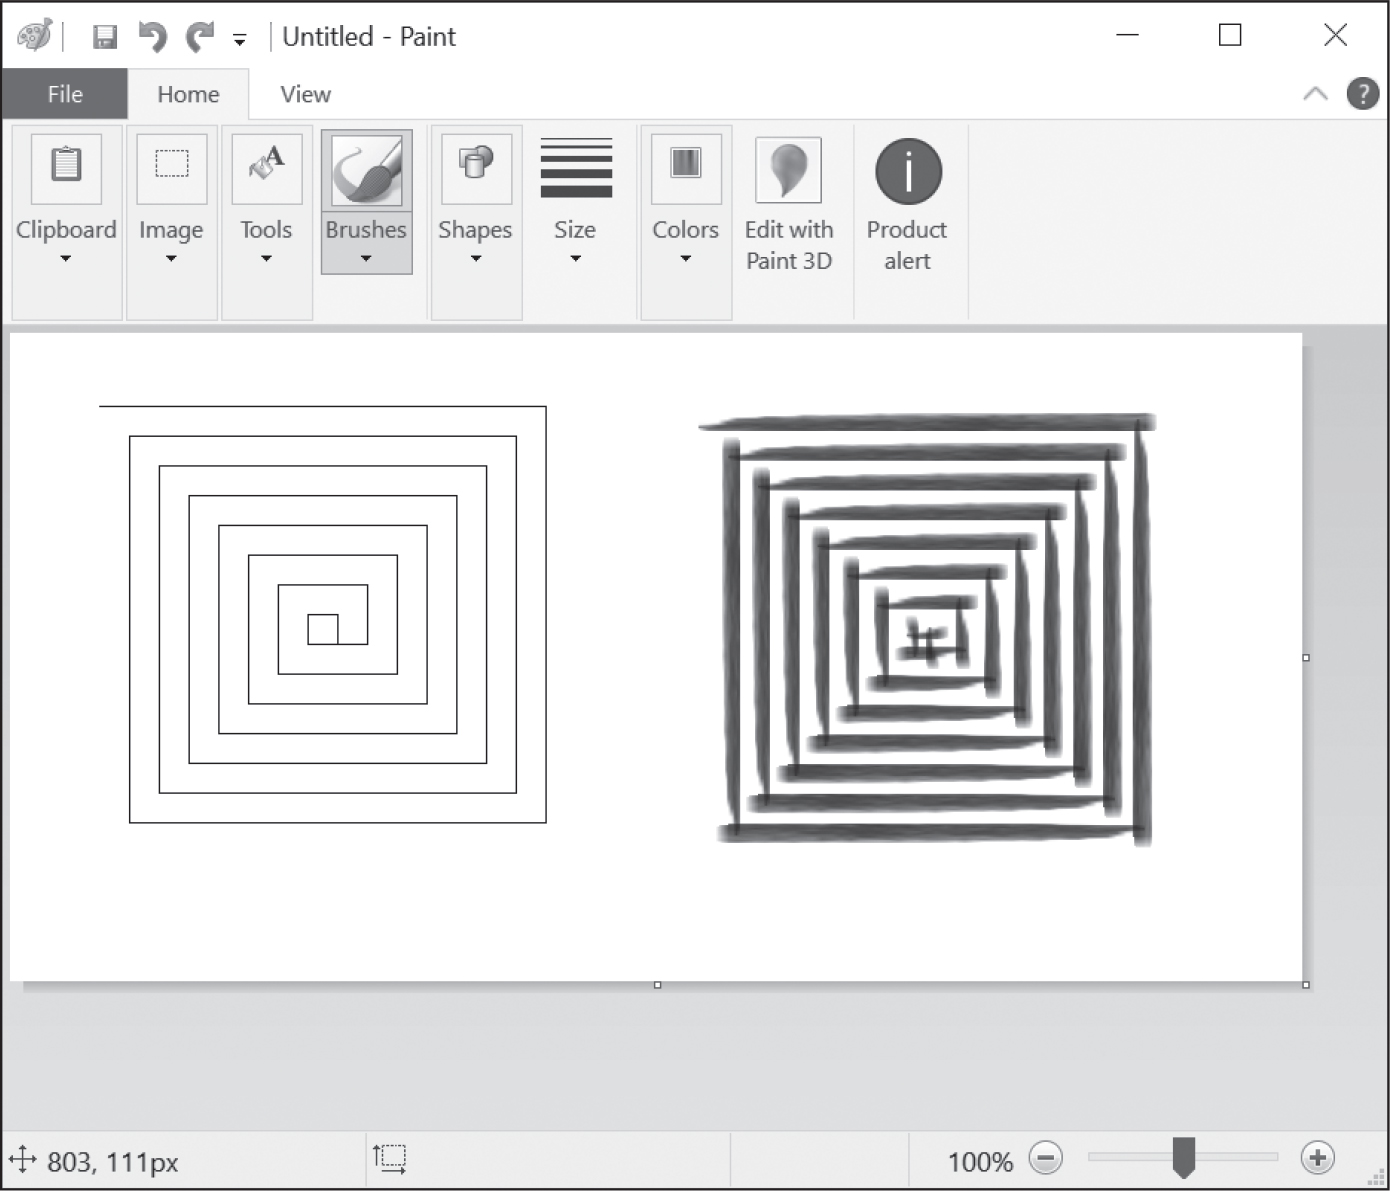 Untitled - Paint
File Home View
?
A
i
Clipboard Image Tools Brushes Shapes Size Colors Edit with Paint 3D Product alert
803, 111px 100%